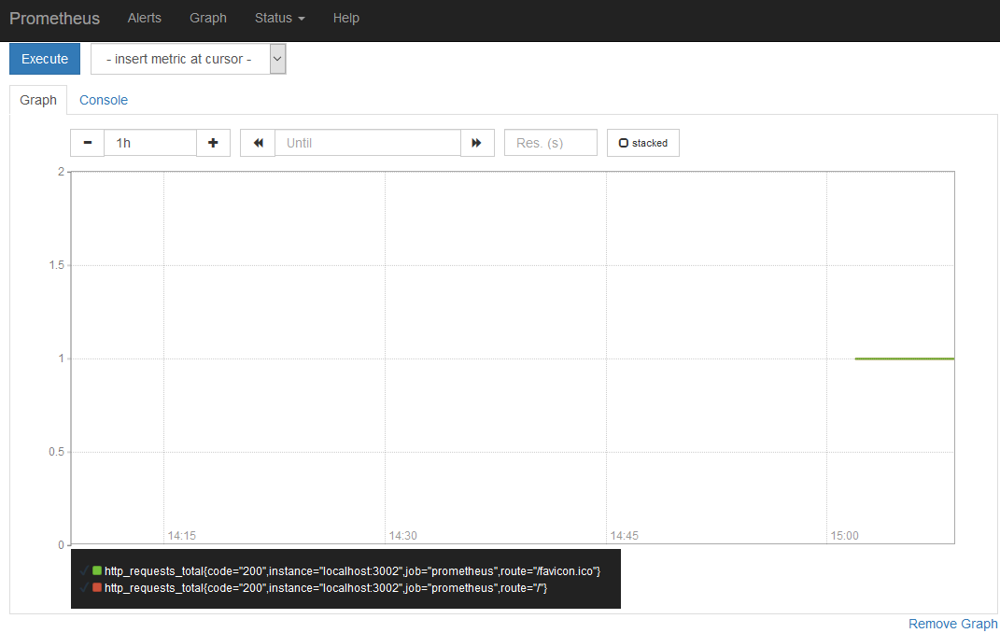 Prometheus Alerts Graph Status Help
Execute - insert metric at cursor -
Graph Console
1h Until Res. (s) stacked
2
1.5
1
0.5
0
14:15 14:30 14:45 15:00
http_requests_total{code="200",instance="localhost:3002",job="prometheus",route="/favicon.ico"}
http_requests_total{code="200",instance="localhost:3002",job="prometheus",route="/"}
Remove Graph